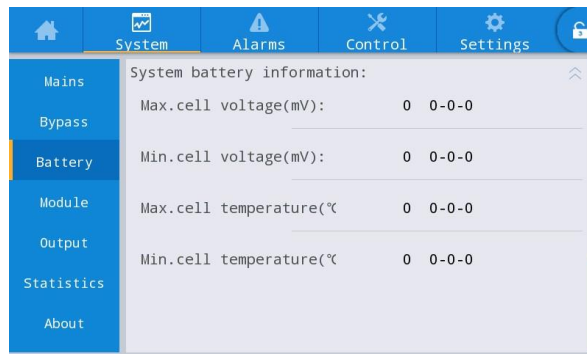 System
Alarms
Control
Settings
Mains
Bypass
Battery
Module
Output
Statistics
About
System battery information:
Max.cell voltage(mV): 0 0-0-0
Min.cell voltage(mV): 0 0-0-0
Max.cell temperature(℃ 0 0-0-0
Min.cell temperature(℃ 0 0-0-0